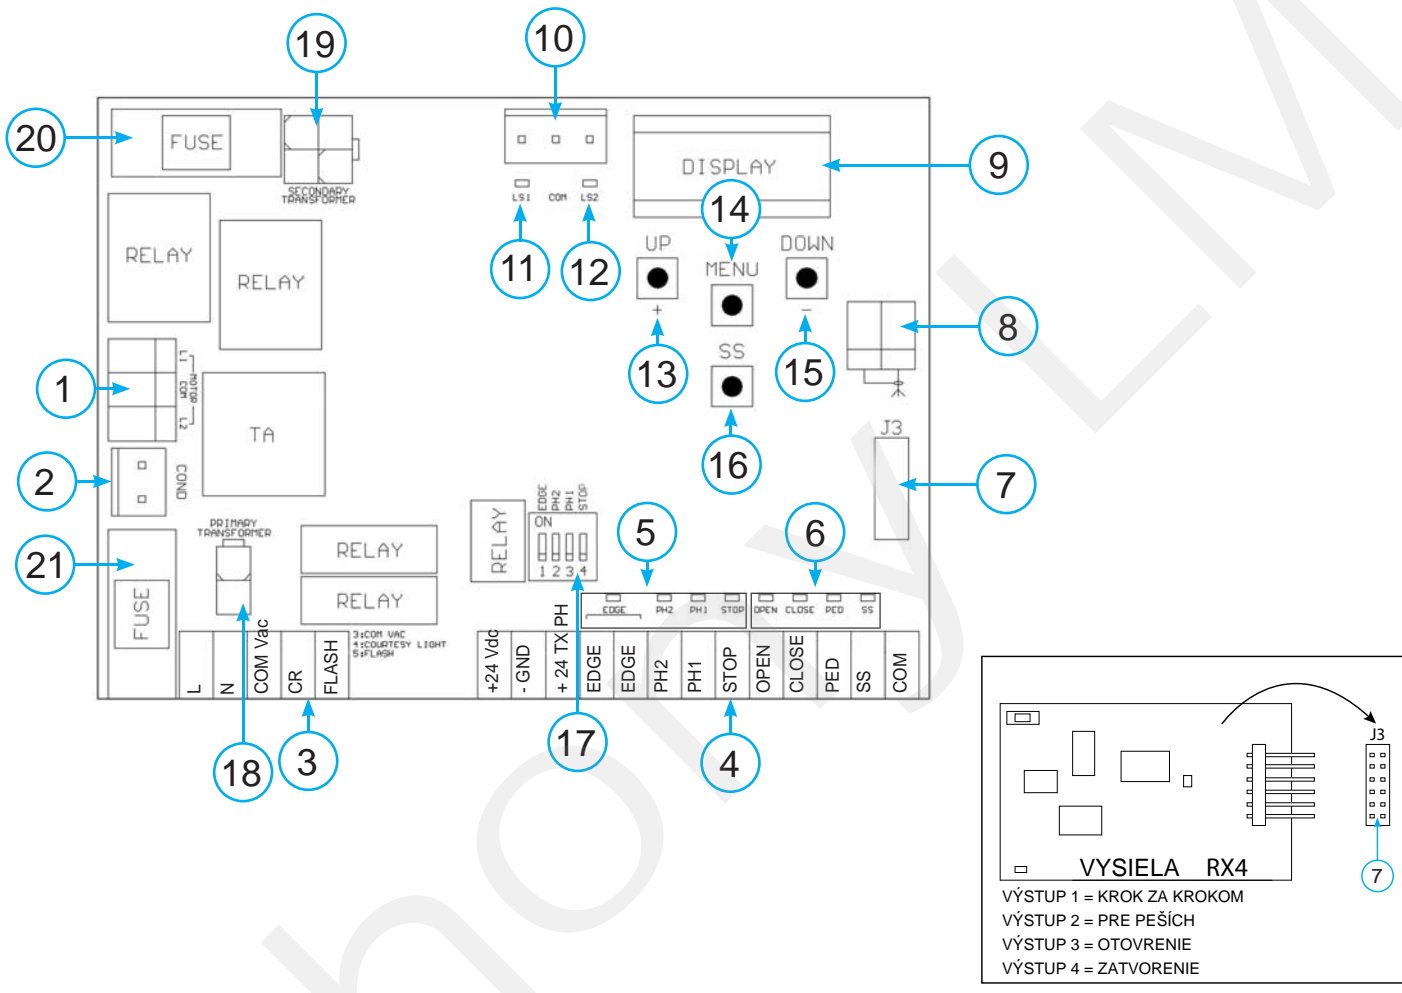 19
10
20
FUSE
SECONDARY
TRANSFORMER
DISPLAY
9
LS1 COM LS2
14
11
12
UP
MENU
DOWN
+
-
RELAY
RELAY
8
SS
13
15
1
L1
MOTOR
COM
L2
TA
J3
2
COND
16
7
PRIMARY
TRANSFORMER
21
FUSE
RELAY
RELAY
RELAY
EDGE
PH2
PH1
STOP
ON
1 2 3 4
5
6
EDGE PH2 PH1 STOP OPEN CLOSE PED SS
3:COM VAC
4:COURTESY LIGHT
5:FLASH
L
N
COM Vac
CR
FLASH
+24 Vdc
- GND
+ 24 TX PH
EDGE
EDGE
PH2
PH1
STOP
OPEN
CLOSE
PED
SS
COM
18
3
17
4
J3
VYSIELA RX4
7
VÝSTUP 1 = KROK ZA KROKOM
VÝSTUP 2 = PRE PEŠÍCH
VÝSTUP 3 = OTOVRENIE
VÝSTUP 4 = ZATVORENIE
hony LM